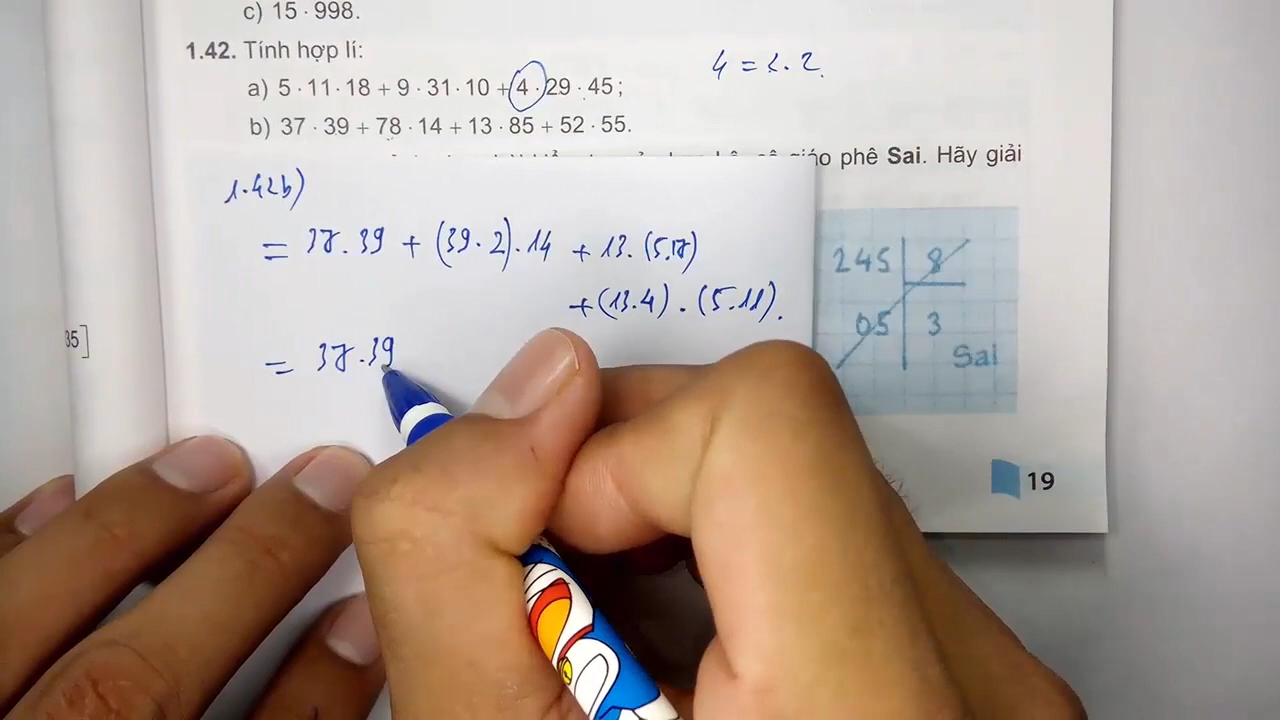 c) 15 · 998.
1.42. Tính hợp lí:
a) 5 · 11 · 18 + 9 · 31 · 10 + 4 · 29 · 45;
4 = 2 . 2.
b) 37 · 39 + 78 · 14 + 13 · 85 + 52 · 55.
giáo phê Sai. Hãy giải
1.42b)
= 37.39 + (39.2).14 + 13.(5.17)
+ (13.4) . (5.11).
= 37.39
245 8
05 3
Sai
35]
19